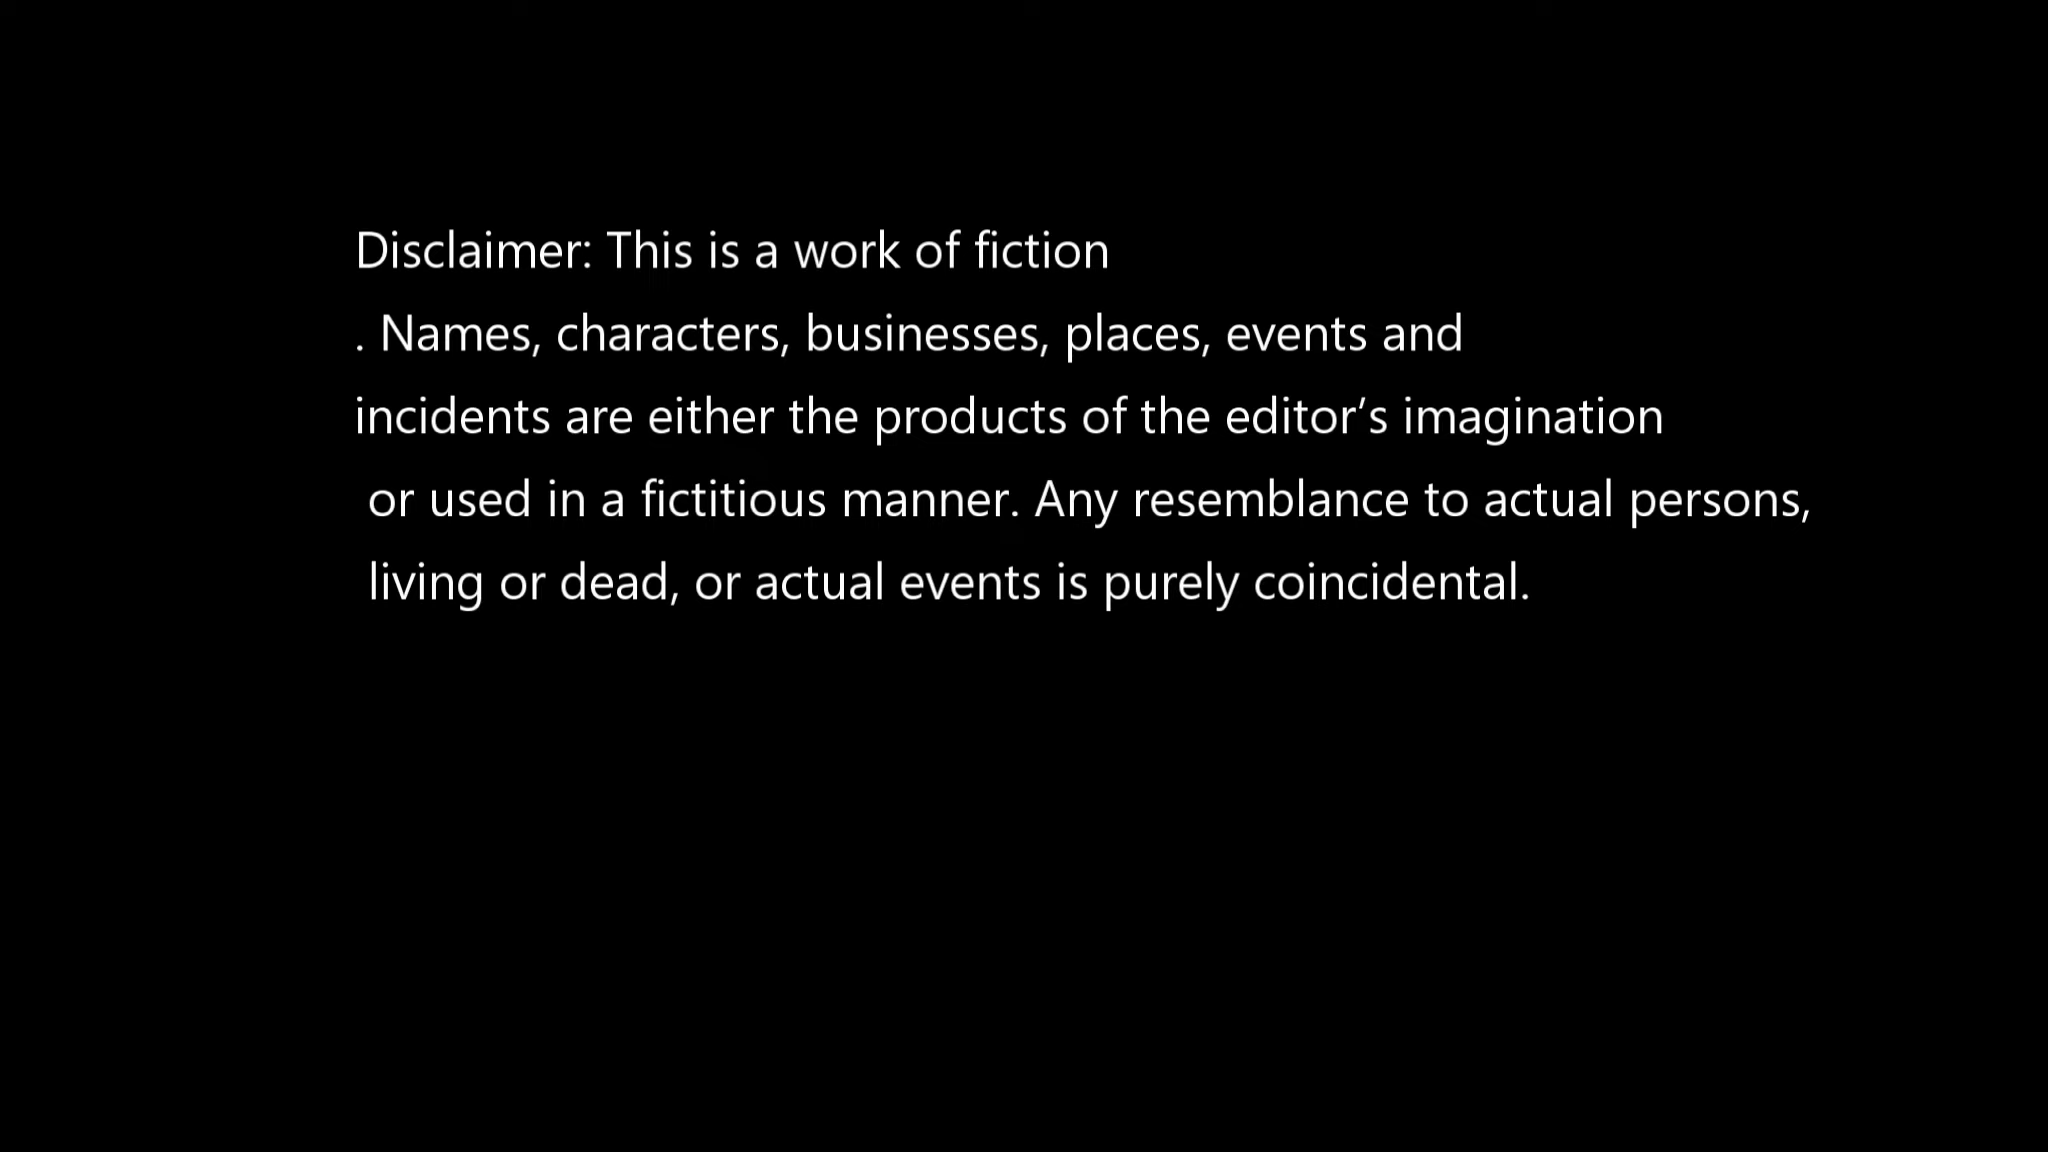 Disclaimer: This is a work of fiction
. Names, characters, businesses, places, events and
incidents are either the products of the editor’s imagination
or used in a fictitious manner. Any resemblance to actual persons,
living or dead, or actual events is purely coincidental.